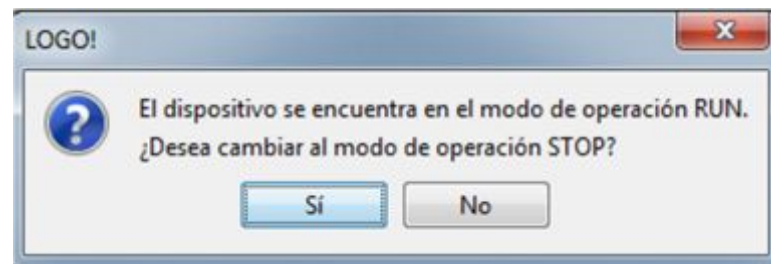 LOGO!
El dispositivo se encuentra en el modo de operación RUN.
¿Desea cambiar al modo de operación STOP?
Sí No